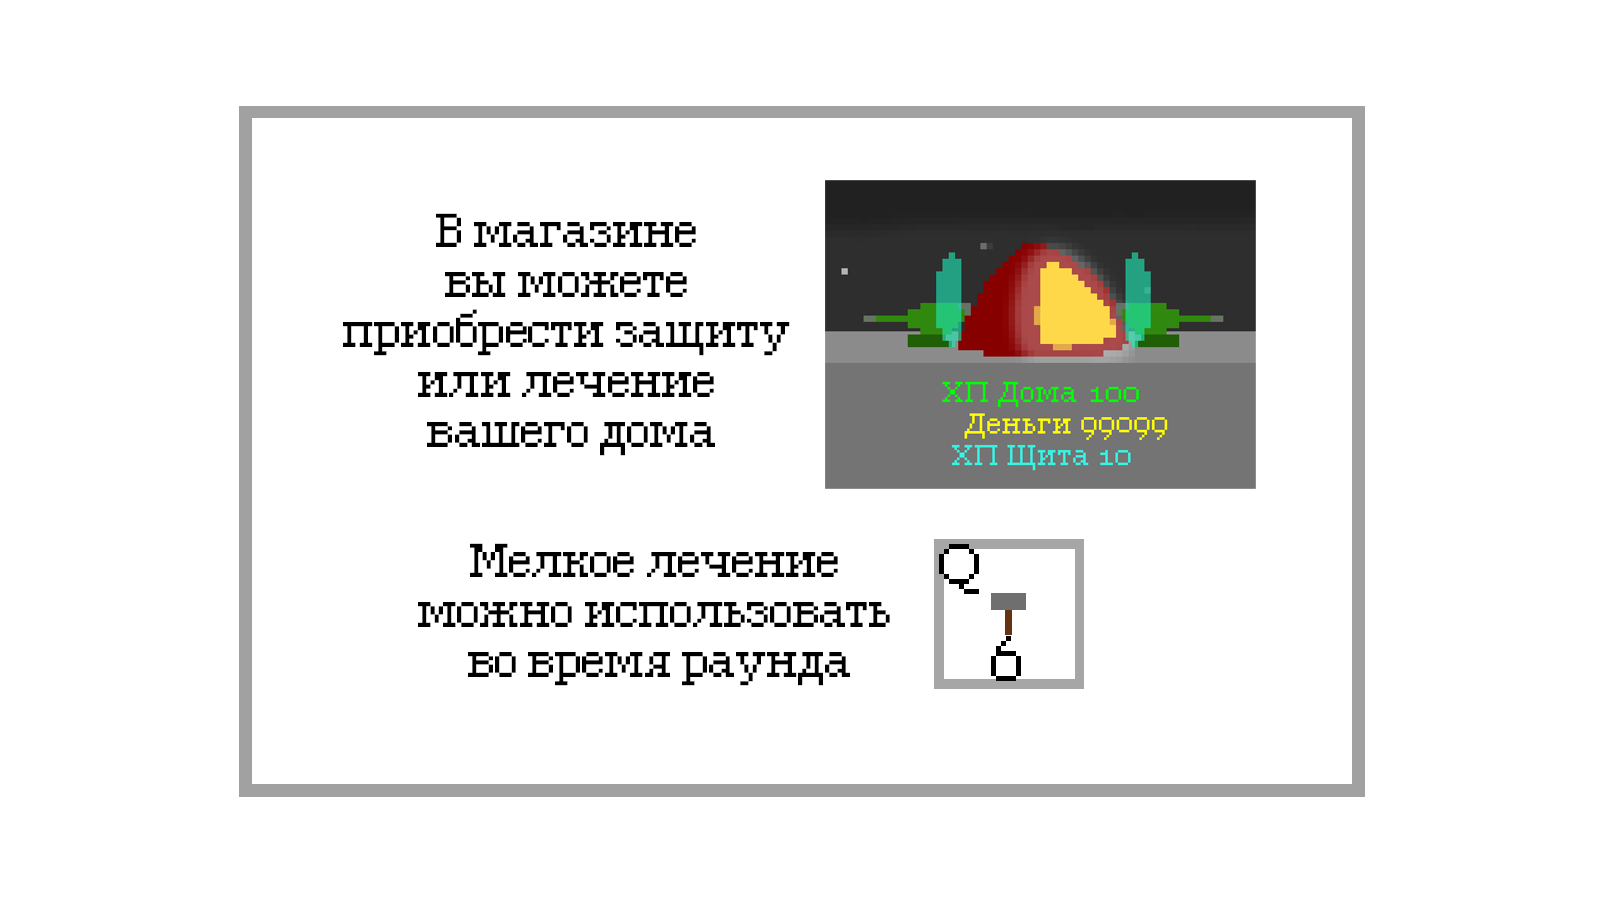 В магазине
вы можете
приобрести защиту
или лечение
вашего дома
ХП Дома 100
Деньги 99099
ХП Щита 10
Мелкое лечение
можно использовать
во время раунда
Q
6